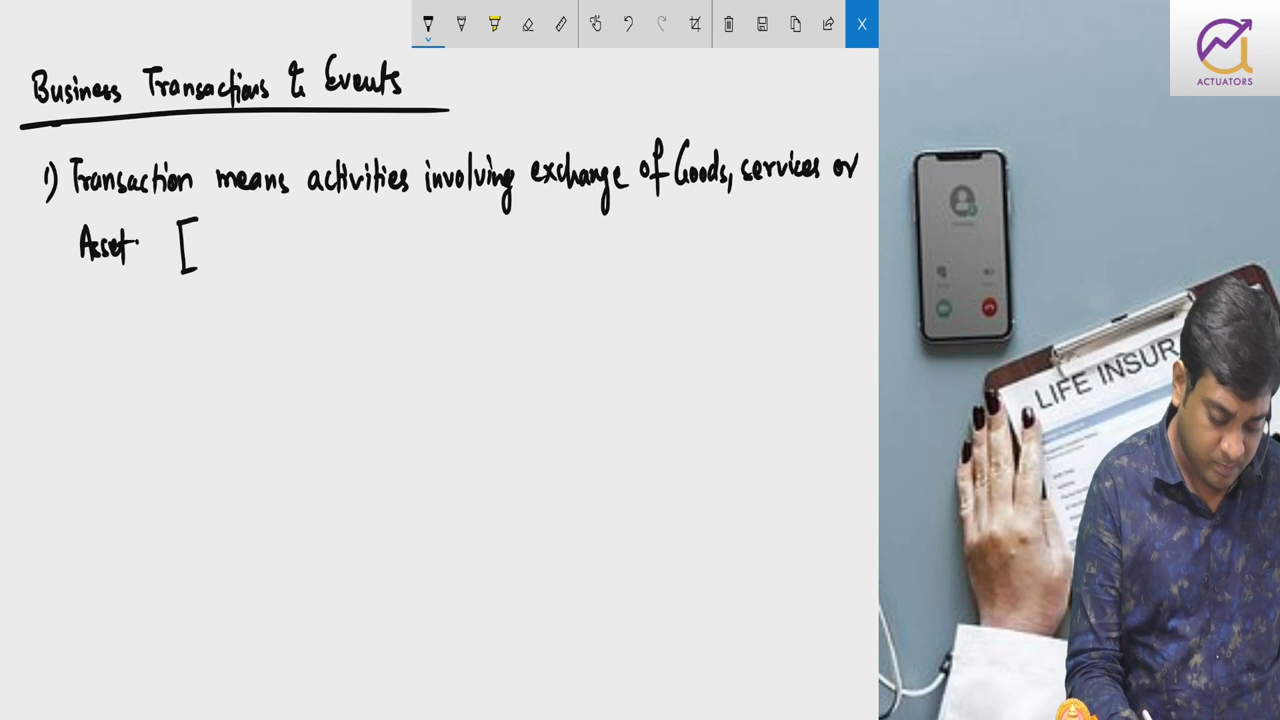 Business Transactions & Events
1) Transaction means activities involving exchange of Goods, services or
Asset. [
ACTUATORS
LIFE INSUR